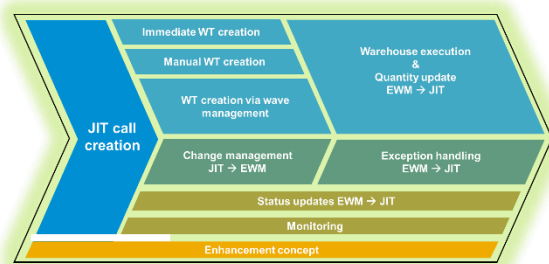 JIT call
creation
Immediate WT creation
Manual WT creation
WT creation via wave
management
Warehouse execution
&
Quantity update
EWM → JIT
Change management
JIT → EWM
Exception handling
EWM → JIT
Status updates EWM → JIT
Monitoring
Enhancement concept